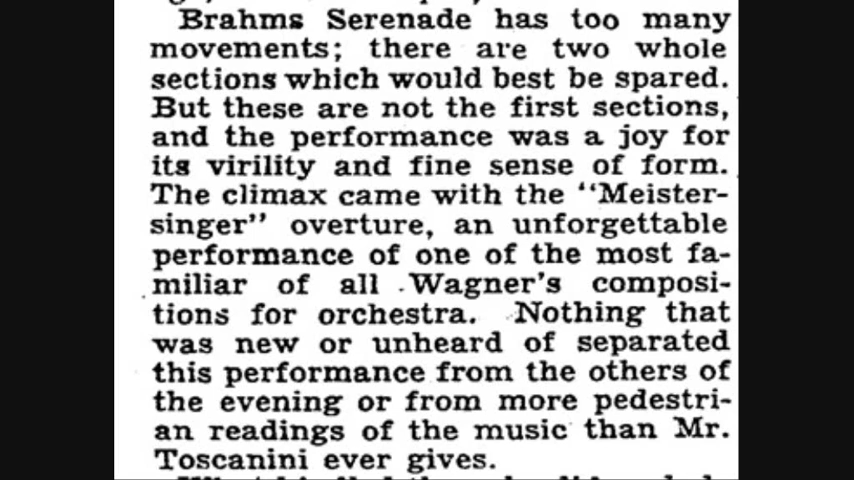 Brahms Serenade has too many
movements; there are two whole
sections which would best be spared.
But these are not the first sections,
and the performance was a joy for
its virility and fine sense of form.
The climax came with the "Meister-
singer" overture, an unforgettable
performance of one of the most fa-
miliar of all Wagner's composi-
tions for orchestra. Nothing that
was new or unheard of separated
this performance from the others of
the evening or from more pedestri-
an readings of the music than Mr.
Toscanini ever gives.